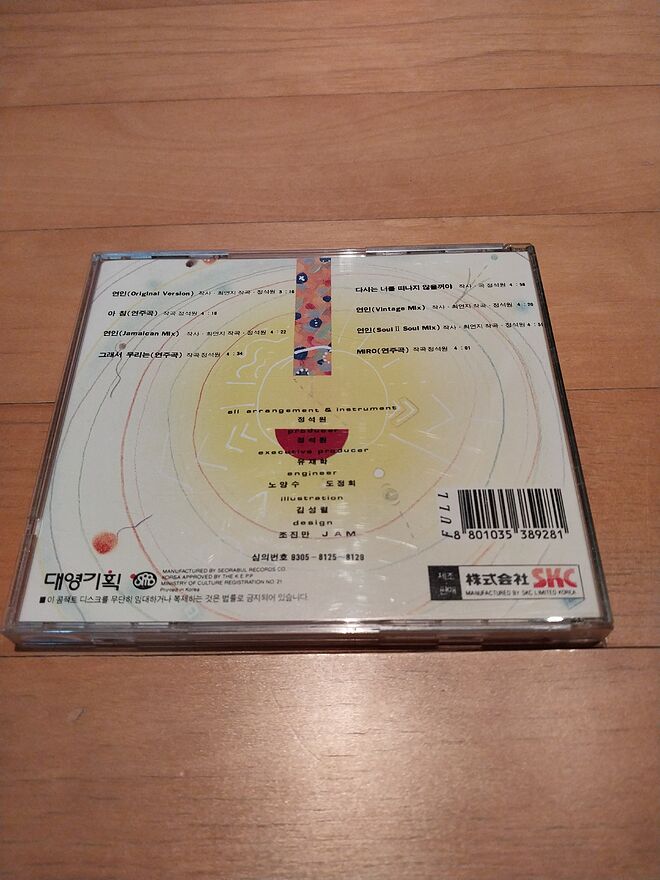 연인(Original Version) 작사·최연지 작곡·정석원 3:10
아 침(연주곡) 작곡 정석원 4:18
연인(Jamaican Mix) 작사·최연지 작곡·정석원 4:22
그래서 우리는(연주곡) 작곡 정석원 4:34
다시는 너를 떠나지 않을꺼야 작사·곡 정석원 4:58
연인(Vintage Mix) 작사·최연지 작곡·정석원 4:20
연인(Soul II Soul Mix) 작사·최연지 작곡·정석원 4:51
MIRO(연주곡) 작곡 정석원 4:01
all arrangement & instrument
정석원
producer
정석원
executive producer
유재학
engineer
노양수 도정회
illustration
김성렬
design
조진만 JAM
심의번호 9305-8125-8128
FULL
8 801035 389281
대영기획 SRB
MANUFACTURED BY SEORABUL RECORDS CO.
KOREA APPROVED BY THE K.E.P.P
MINISTRY OF CULTURE REGISTRATION NO. 21
Printed in Korea
■이 콤팩트 디스크를 무단히 임대하거나 복제하는 것은 법률로 금지되어 있습니다.
제조
판매
株式会社 SKC
MANUFACTURED BY SKC LIMITED KOREA